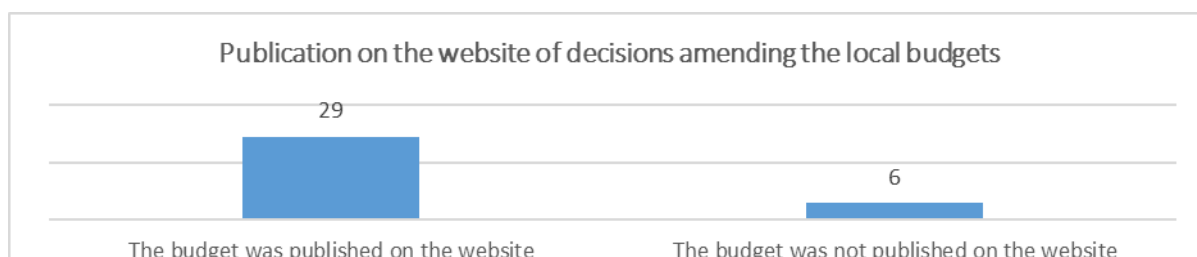 Publication on the website of decisions amending the local budgets
29
6
The budget was published on the website
The budget was not published on the website